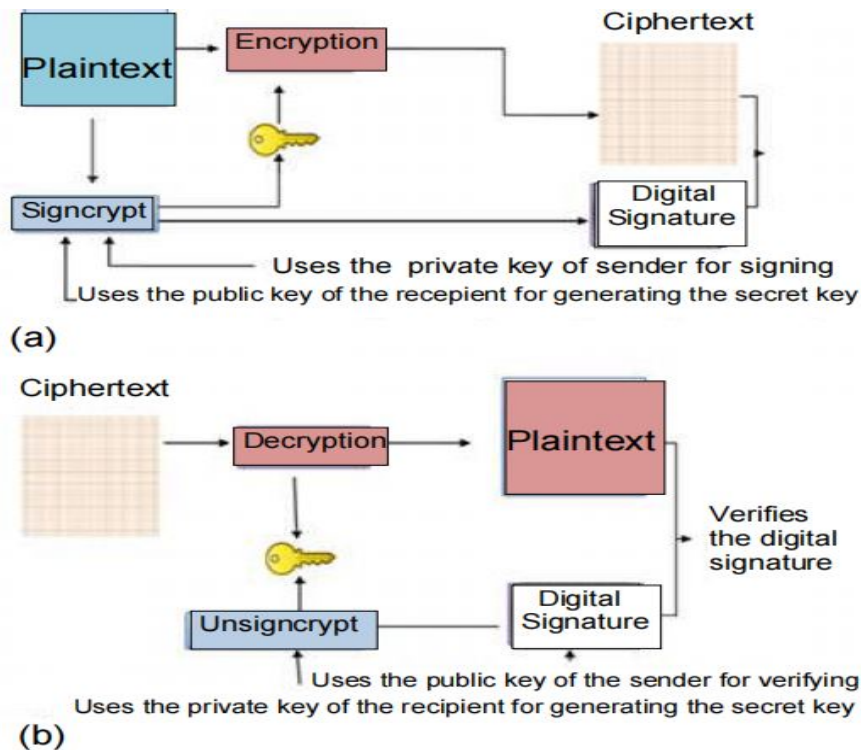 Ciphertext
Plaintext
Encryption
Signcrypt
Digital
Signature
Uses the  private key of sender for signing
Uses the public key of the recepient for generating the secret key
(a)
Ciphertext
Decryption
Plaintext
Verifies
the digital
signature
Unsigncrypt
Digital
Signature
Uses the public key of the sender for verifying
Uses the private key of the recipient for generating the secret key
(b)